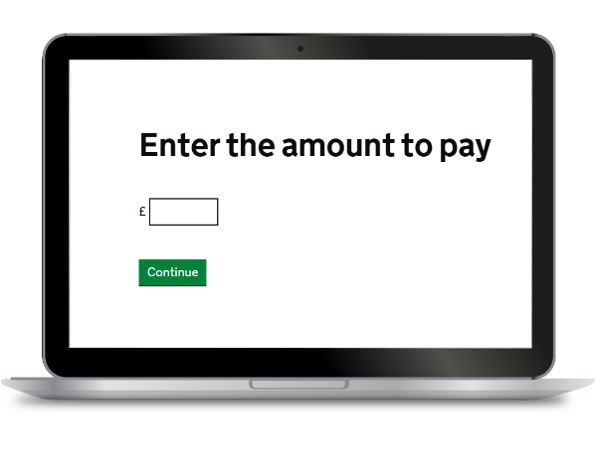 Enter the amount to pay
£
Continue